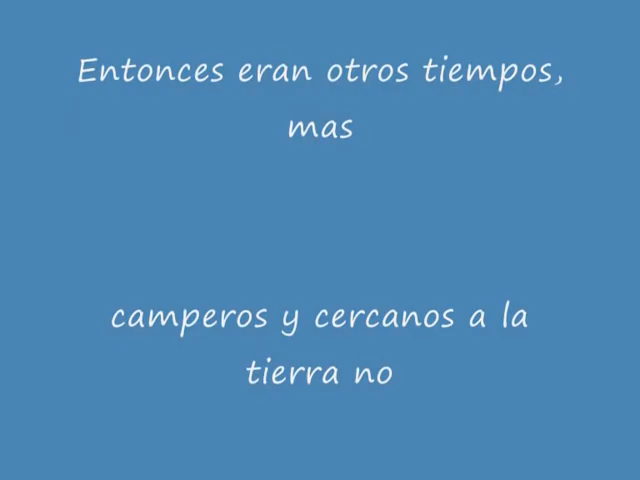 Entonces eran otros tiempos,
mas
camperos y cercanos a la
tierra no